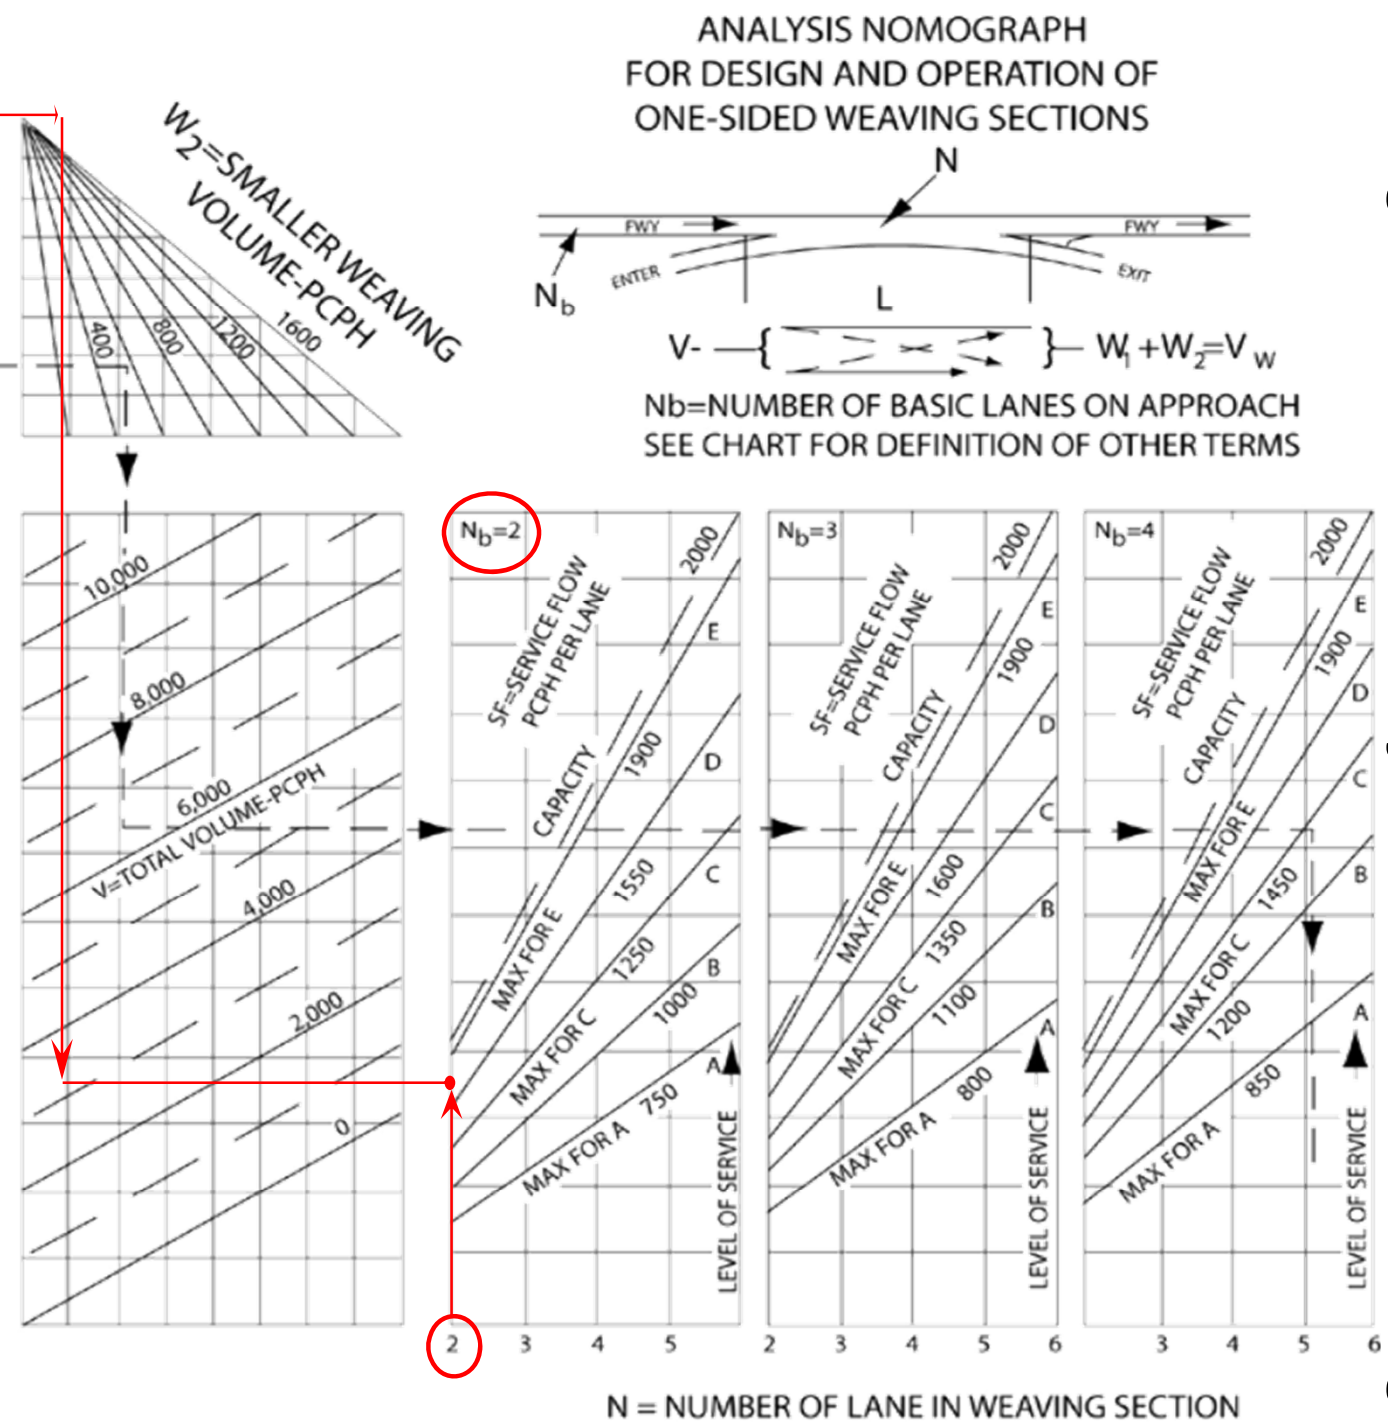 ANALYSIS NOMOGRAPH
FOR DESIGN AND OPERATION OF
ONE-SIDED WEAVING SECTIONS
W2=SMALLER WEAVING
VOLUME-PCPH
400
800
1200
1600
N
FWY
FWY
ENTER
EXIT
Nb
L
V-
W1+W2=VW
Nb=NUMBER OF BASIC LANES ON APPROACH
SEE CHART FOR DEFINITION OF OTHER TERMS
10,000
8,000
6,000
V=TOTAL VOLUME-PCPH
4,000
2,000
0
Nb=2
SF=SERVICE FLOW
PCPH PER LANE
2000
E
CAPACITY
1900
D
MAX FOR E
1550
C
1250
B
MAX FOR C
1000
A
MAX FOR A
750
LEVEL OF SERVICE
2
3
4
5
Nb=3
SF=SERVICE FLOW
PCPH PER LANE
2000
E
CAPACITY
1900
D
MAX FOR E
1600
C
1350
B
MAX FOR C
1100
A
MAX FOR A
800
LEVEL OF SERVICE
2
3
4
5
6
Nb=4
SF=SERVICE FLOW
PCPH PER LANE
2000
E
CAPACITY
1900
D
MAX FOR E
C
1450
B
MAX FOR C
1200
A
MAX FOR A
850
LEVEL OF SERVICE
3
4
5
6
N = NUMBER OF LANE IN WEAVING SECTION